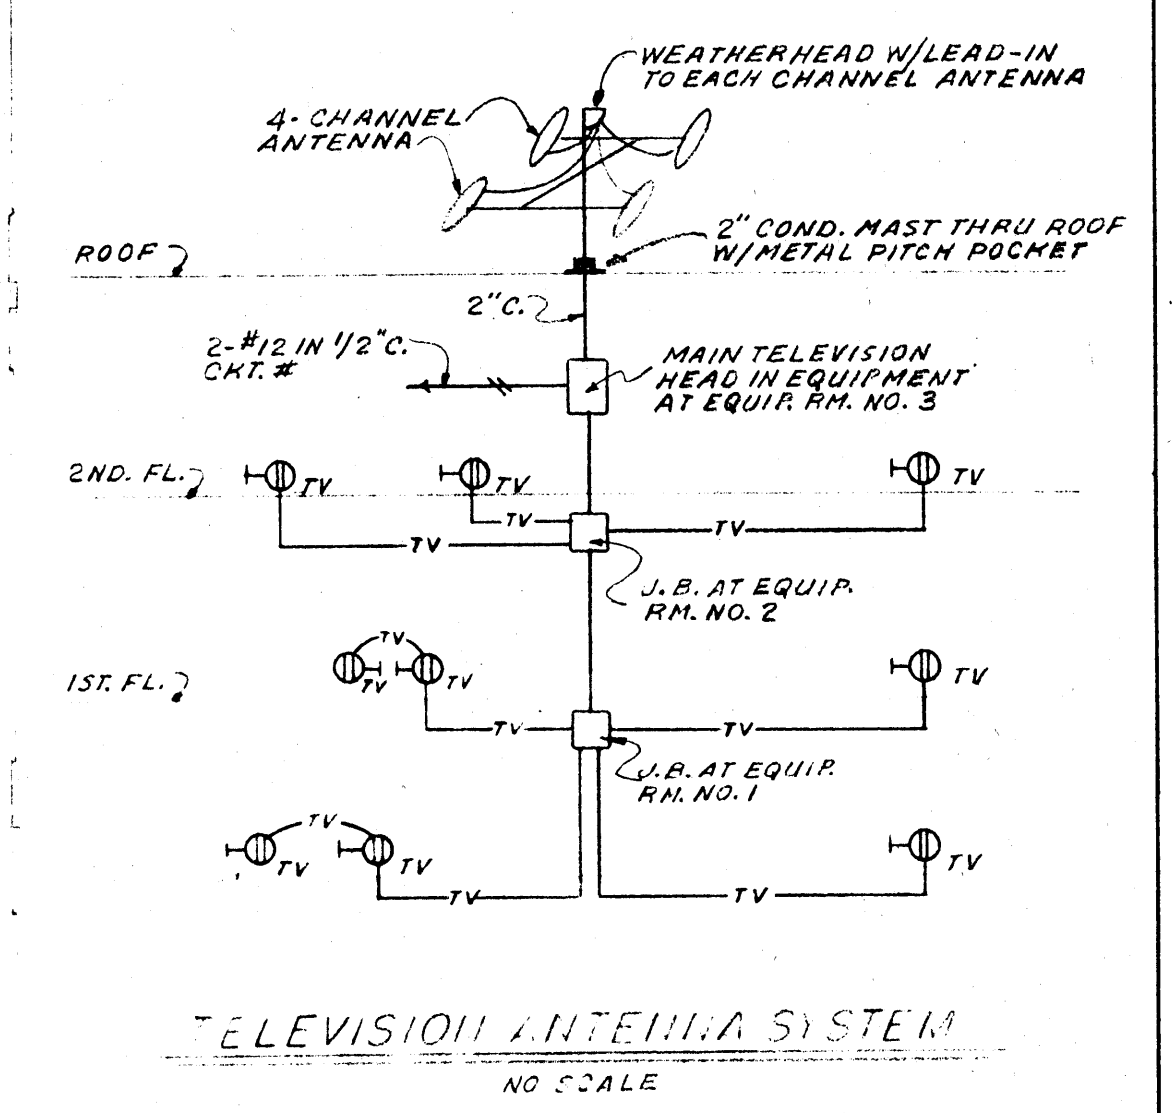 WEATHERHEAD W/LEAD-IN
TO EACH CHANNEL ANTENNA
4-CHANNEL
ANTENNA
2" COND. MAST THRU ROOF
W/METAL PITCH POCKET
ROOF
2"C.
2-#12 IN 1/2"C.
CKT. #
MAIN TELEVISION
HEAD IN EQUIPMENT
AT EQUIP. RM. NO. 3
2ND. FL.
TV
TV
TV
TV
TV
TV
J.B. AT EQUIP.
RM. NO. 2
TV
1ST. FL.
TV
TV
TV
TV
TV
J.B. AT EQUIP.
RM. NO. 1
TV
TV
TV
TV
TV
TV
TELEVISION ANTENNA SYSTEM
NO SCALE